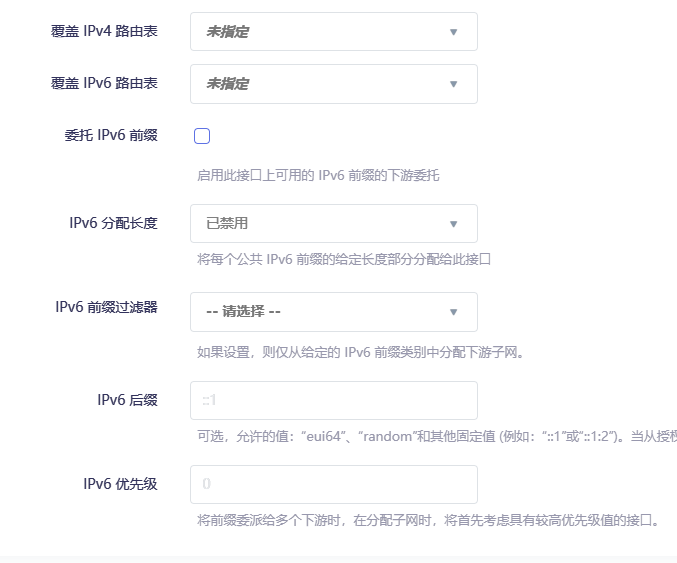 覆盖 IPv4 路由表 未指定
覆盖 IPv6 路由表 未指定
委托 IPv6 前缀
启用此接口上可用的 IPv6 前缀的下游委托
IPv6 分配长度 已禁用
将每个公共 IPv6 前缀的给定长度部分分配给此接口
IPv6 前缀过滤器 -- 请选择 --
如果设置，则仅从给定的 IPv6 前缀类别中分配下游子网。
IPv6 后缀 ::1
可选，允许的值：“eui64”、“random”和其他固定值 (例如：“::1”或“::1:2”)。当从授权
IPv6 优先级 0
将前缀委派给多个下游时，在分配子网时，将首先考虑具有较高优先级值的接口。